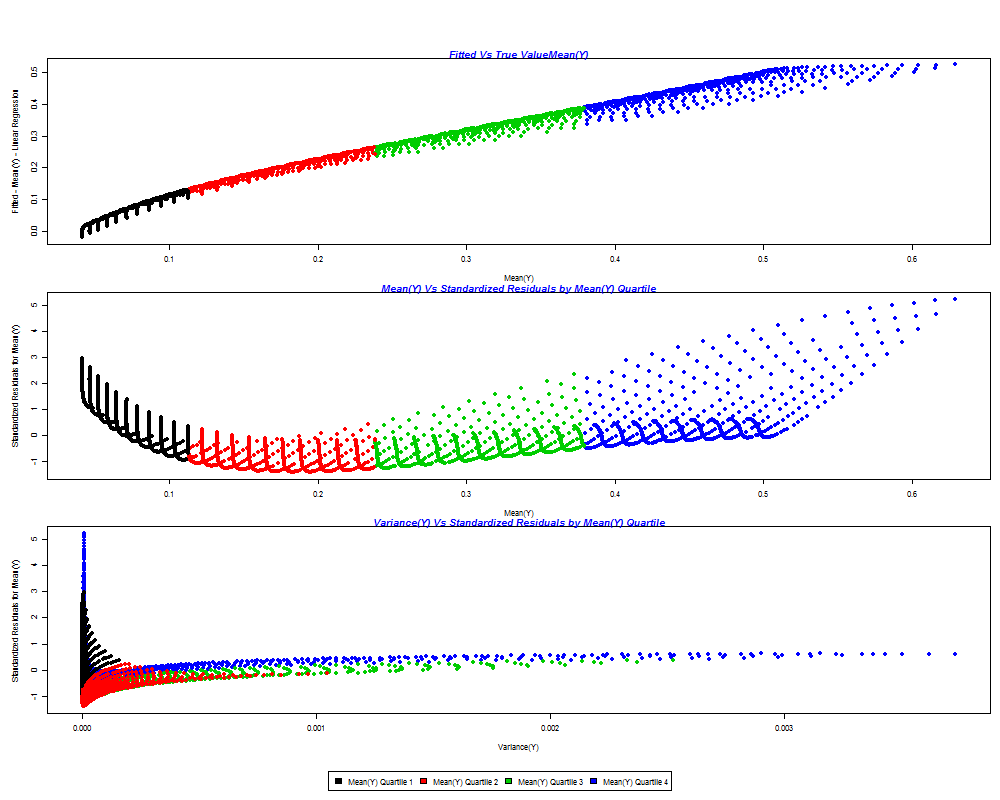 Fitted Vs True ValueMean(Y)
Fitted - Mean(Y) - Linear Regression
0.0 0.1 0.2 0.3 0.4 0.5
0.1 0.2 0.3 0.4 0.5 0.6
Mean(Y)
Mean(Y) Vs Standardized Residuals by Mean(Y) Quartile
Standardized Residuals for Mean(Y)
-1 0 1 2 3 4 5
0.1 0.2 0.3 0.4 0.5 0.6
Mean(Y)
Variance(Y) Vs Standardized Residuals by Mean(Y) Quartile
Standardized Residuals for Mean(Y)
-1 0 1 2 3 4 5
0.000 0.001 0.002 0.003
Variance(Y)
Mean(Y) Quartile 1 Mean(Y) Quartile 2 Mean(Y) Quartile 3 Mean(Y) Quartile 4